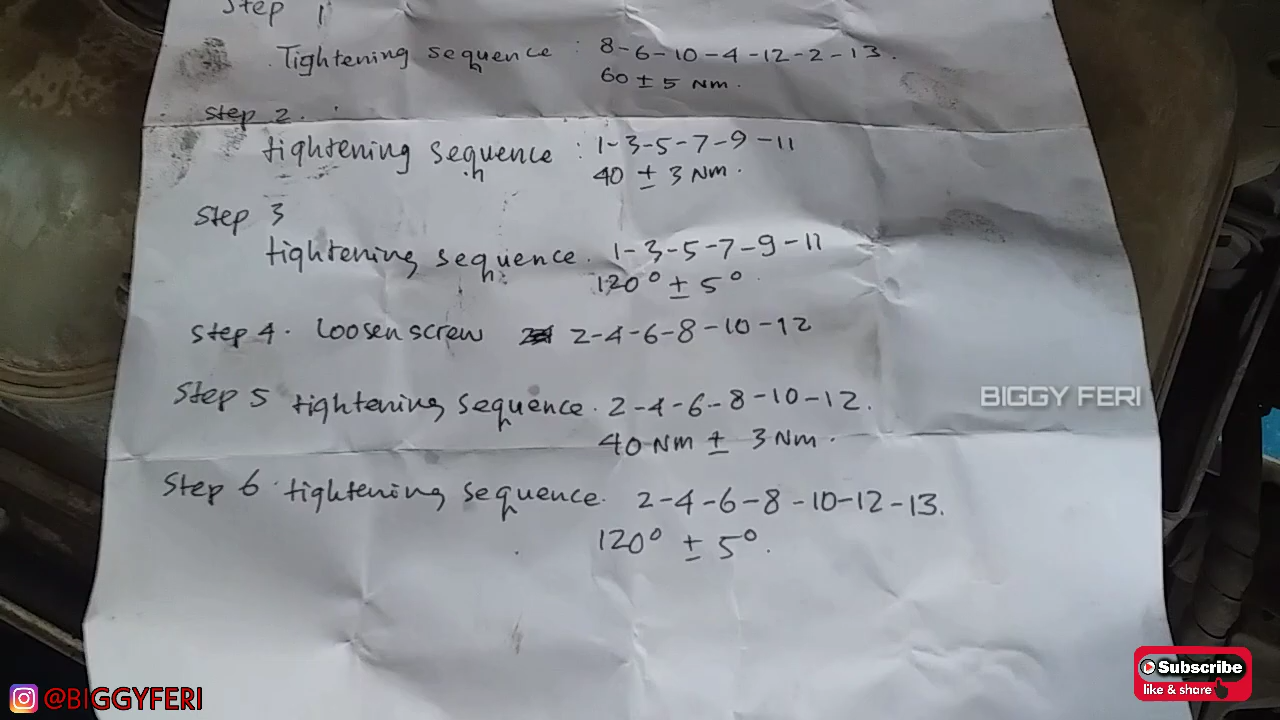 Step 1
Tightening sequence : 8-6-10-4-12-2-13.
60 ± 5 Nm.
Step 2.
tightening sequence : 1-3-5-7-9-11
40 ± 3 Nm.
Step 3
tightening sequence. 1-3-5-7-9-11
120° ± 5°
Step 4. Loosen screw 2-4-6-8-10-12
Step 5 tightening sequence. 2-4-6-8-10-12.
40 Nm ± 3 Nm.
Step 6 tightening sequence. 2-4-6-8-10-12-13.
120° ± 5°.
BIGGY FERI
Subscribe
like & share
@BIGGYFERI